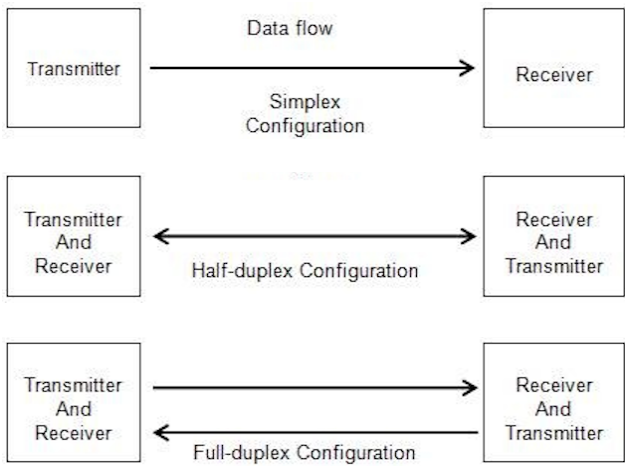 Data flow
Transmitter
Receiver
Simplex
Configuration
Transmitter
And
Receiver
Receiver
And
Transmitter
Half-duplex Configuration
Transmitter
And
Receiver
Receiver
And
Transmitter
Full-duplex Configuration